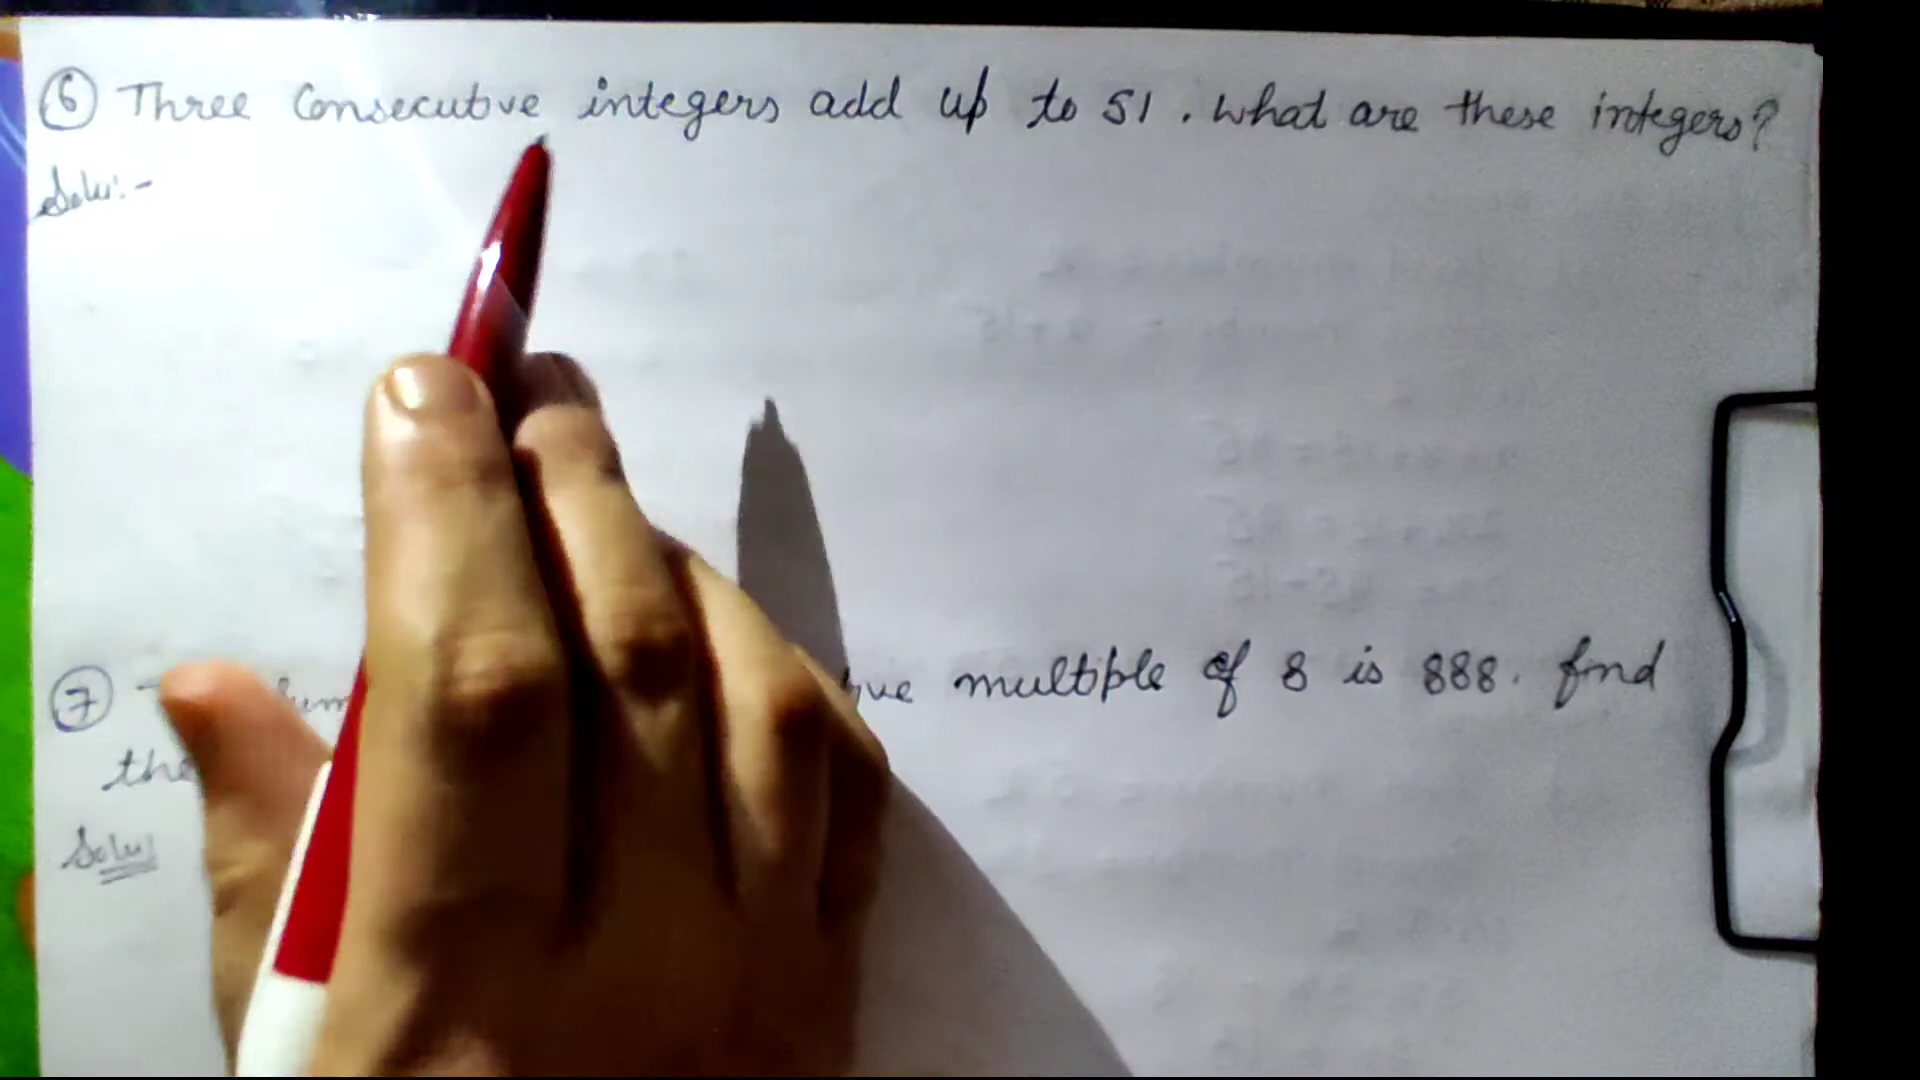 ⑥ Three Consecutive integers add up to 51. What are these integers?
Solu:-
⑦ multiple of 8 is 888. find
the
Solu